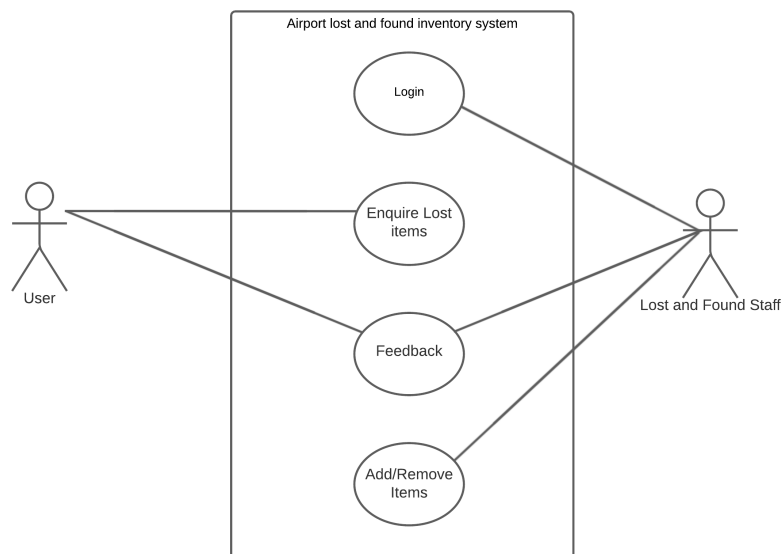 Airport lost and found inventory system
Login
Enquire Lost
items
User
Lost and Found Staff
Feedback
Add/Remove
Items